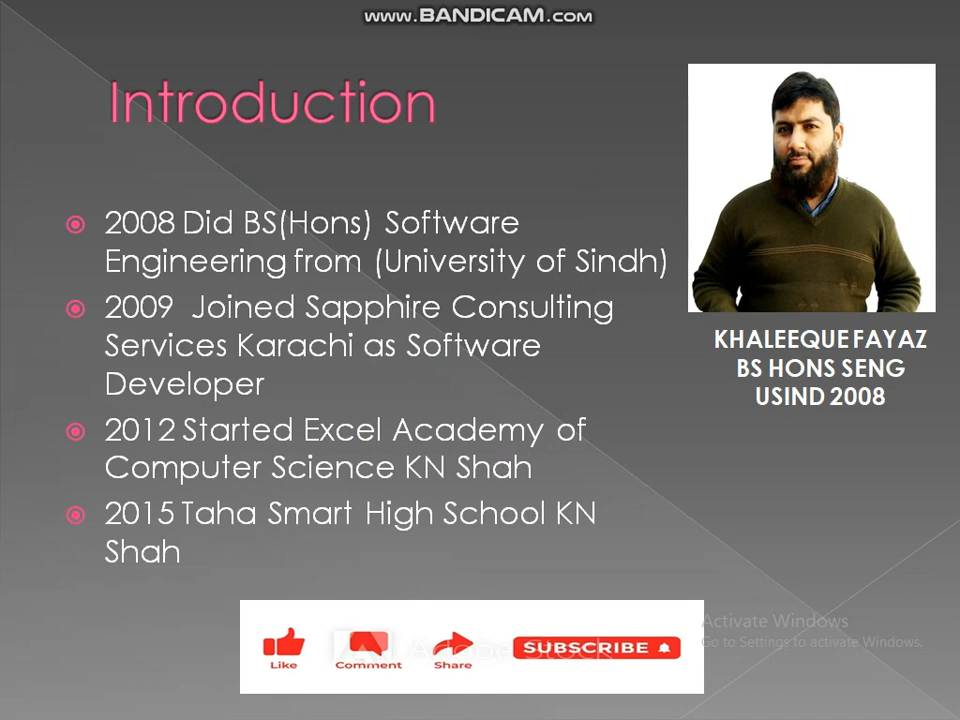 www.BANDICAM.com
Introduction
2008 Did BS(Hons) Software
Engineering from (University of Sindh)
2009 Joined Sapphire Consulting
Services Karachi as Software
Developer
2012 Started Excel Academy of
Computer Science KN Shah
2015 Taha Smart High School KN
Shah
KHALEEQUE FAYAZ
BS HONS SENG
USIND 2008
Like
Comment
Share
SUBSCRIBE
Adobe Stock
Activate Windows
Go to Settings to activate Windows.